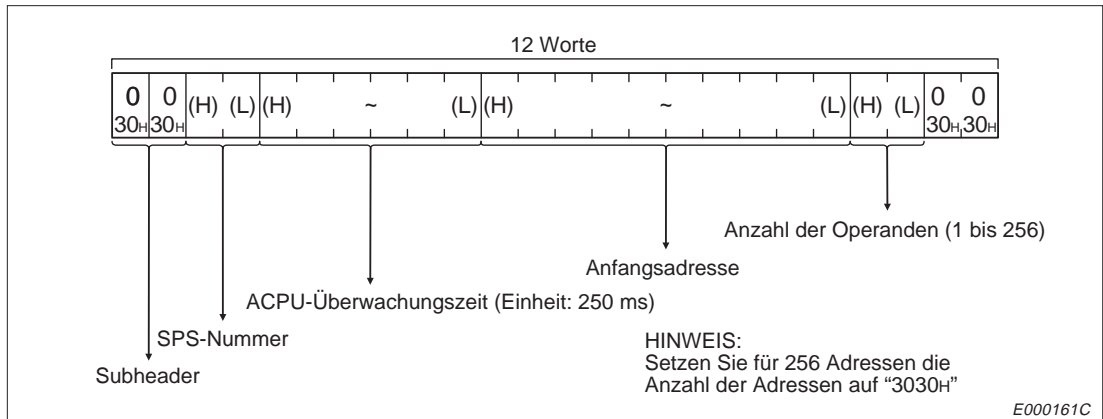 12 Worte
0 0 (H) (L) (H) ~ (L) (H) ~ (L) (H) (L) 0 0
30H 30H 30H 30H
Anzahl der Operanden (1 bis 256)
Anfangsadresse
ACPU-Überwachungszeit (Einheit: 250 ms)
SPS-Nummer
Subheader
HINWEIS:
Setzen Sie für 256 Adressen die
Anzahl der Adressen auf “3030H”
E000161C